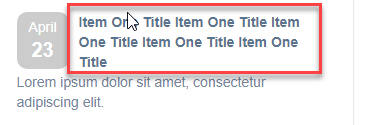 April
23
Item One Title Item One Title Item
One Title Item One Title Item One
Title
Lorem ipsum dolor sit amet, consectetur
adipiscing elit.